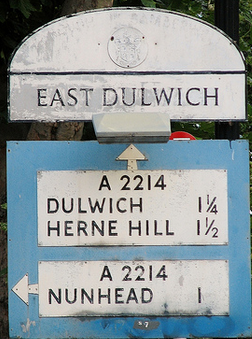 EAST DULWICH
A 2214
DULWICH 1¼
HERNE HILL 1½
A 2214
NUNHEAD 1